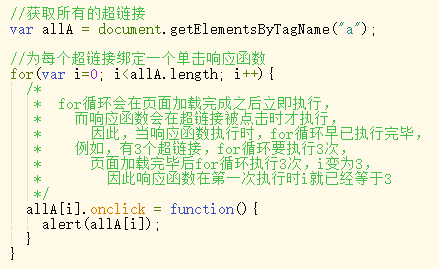 //获取所有的超链接
var allA = document.getElementsByTagName("a");
//为每个超链接绑定一个单击响应函数
for(var i=0; i<allA.length; i++){
/*
* for循环会在页面加载完成之后立即执行，
* 而响应函数会在超链接被点击时才执行，
* 因此，当响应函数执行时，for循环早已执行完毕，
* 例如，有3个超链接，for循环要执行3次，
* 页面加载完毕后for循环执行3次，i变为3，
* 因此响应函数在第一次执行时i就已经等于3
*/
allA[i].onclick = function(){
alert(allA[i]);
}
}